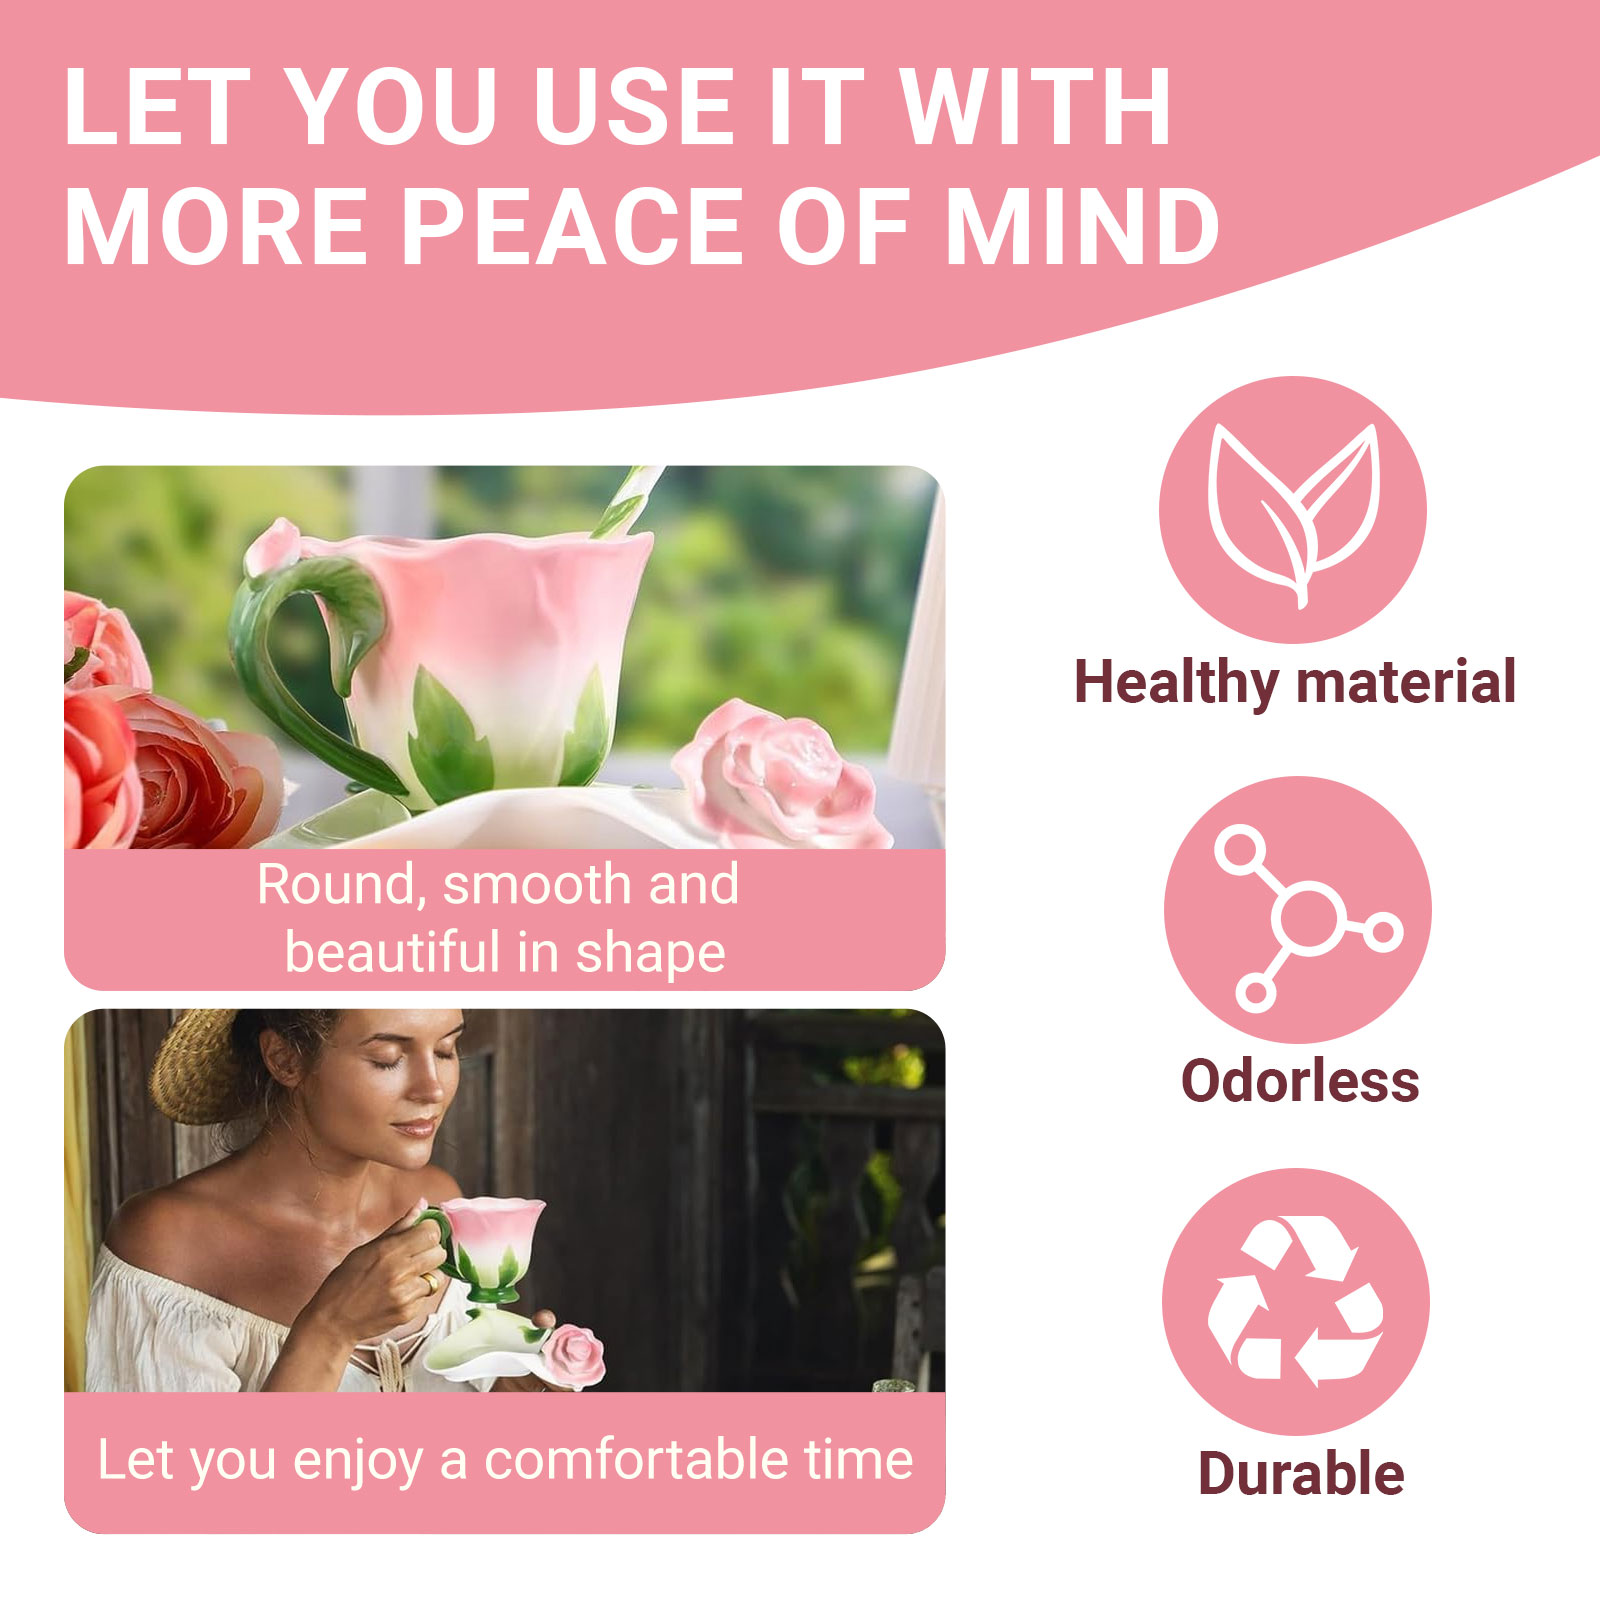 LET YOU USE IT WITH
MORE PEACE OF MIND
Healthy material
Round, smooth and
beautiful in shape
Odorless
Let you enjoy a comfortable time
Durable